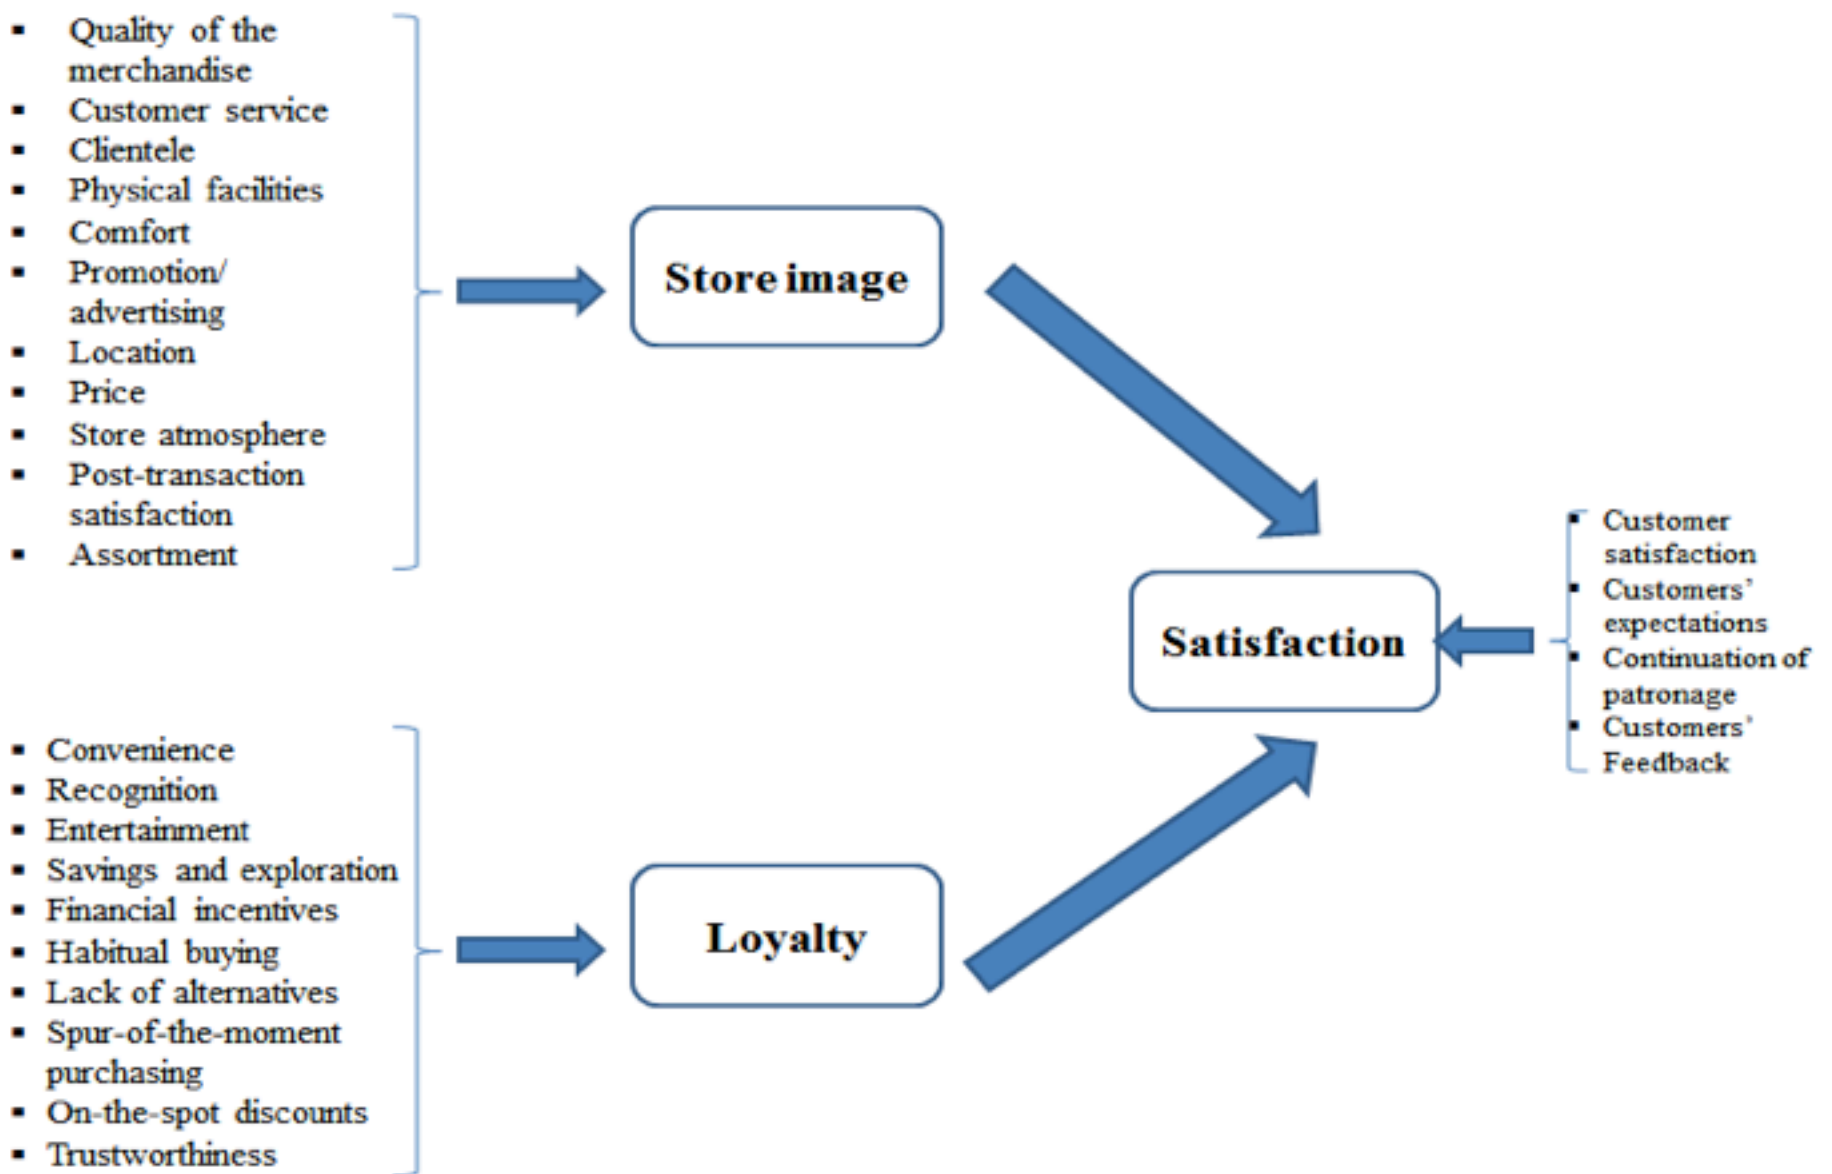 ▪ Quality of the
merchandise
▪ Customer service
▪ Clientele
▪ Physical facilities
▪ Comfort
▪ Promotion/
advertising
▪ Location
▪ Price
▪ Store atmosphere
▪ Post-transaction
satisfaction
▪ Assortment
Store image
▪ Convenience
▪ Recognition
▪ Entertainment
▪ Savings and exploration
▪ Financial incentives
▪ Habitual buying
▪ Lack of alternatives
▪ Spur-of-the-moment
purchasing
▪ On-the-spot discounts
▪ Trustworthiness
Loyalty
Satisfaction
▪ Customer
satisfaction
▪ Customers’
expectations
▪ Continuation of
patronage
▪ Customers’
Feedback